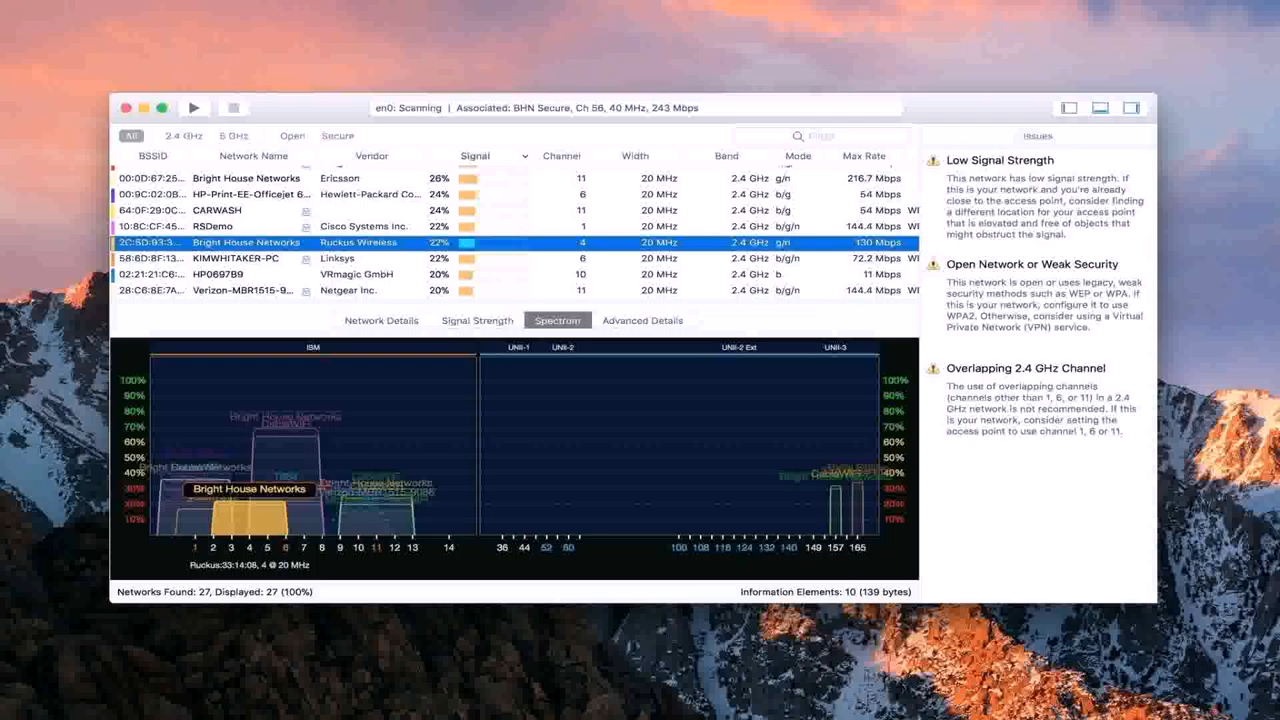 en0: Scanning | Associated: BHN Secure, Ch 56, 40 MHz, 243 Mbps
All 2.4 GHz 5 GHz Open Secure Filter
BSSID Network Name Vendor Signal Channel Width Band Mode Max Rate
00:0D:67:25... Bright House Networks Ericsson 26% 11 20 MHz 2.4 GHz g/n 216.7 Mbps
00:9C:02:0B... HP-Print-EE-Officejet 6... Hewlett-Packard Co... 24% 6 20 MHz 2.4 GHz b/g 54 Mbps
64:0F:29:0C... CARWASH 24% 11 20 MHz 2.4 GHz b/g 54 Mbps
10:8C:CF:45... RSDemo Cisco Systems Inc. 22% 1 20 MHz 2.4 GHz b/g/n 144.4 Mbps
2C:5D:93:3... Bright House Networks Ruckus Wireless 22% 4 20 MHz 2.4 GHz g/n 130 Mbps
58:6D:8F:13... KIMWHITAKER-PC Linksys 22% 6 20 MHz 2.4 GHz b/g/n 72.2 Mbps
02:21:21:C6:... HP0697B9 VRmagic GmbH 20% 10 20 MHz 2.4 GHz b 11 Mbps
28:C6:8E:7A... Verizon-MBR1515-9... Netgear Inc. 20% 11 20 MHz 2.4 GHz b/g/n 144.4 Mbps
Network Details Signal Strength Spectrum Advanced Details
ISM UNII-1 UNII-2 UNII-2 Ext UNII-3
100% 100%
90% 90%
80% 80%
70% 70%
60% 60%
50% 50%
40% 40%
30% 30%
20% 20%
10% 10%
Bright House Networks
CableWiFi
Bright House Networks
Bright House Networks
1 2 3 4 5 6 7 8 9 10 11 12 13 14 36 44 52 60 100 108 116 124 132 140 149 157 165
Ruckus:33:14:08, 4 @ 20 MHz
Networks Found: 27, Displayed: 27 (100%)
Information Elements: 10 (139 bytes)
Issues
Low Signal Strength
This network has low signal strength. If
this is your network and you're already
close to the access point, consider finding
a different location for your access point
that is elevated and free of objects that
might obstruct the signal.
Open Network or Weak Security
This network is open or uses legacy, weak
security methods such as WEP or WPA. If
this is your network, configure it to use
WPA2. Otherwise, consider using a Virtual
Private Network (VPN) service.
Overlapping 2.4 GHz Channel
The use of overlapping channels
(channels other than 1, 6, or 11) in a 2.4
GHz network is not recommended. If this
is your network, consider setting the
access point to use channel 1, 6 or 11.